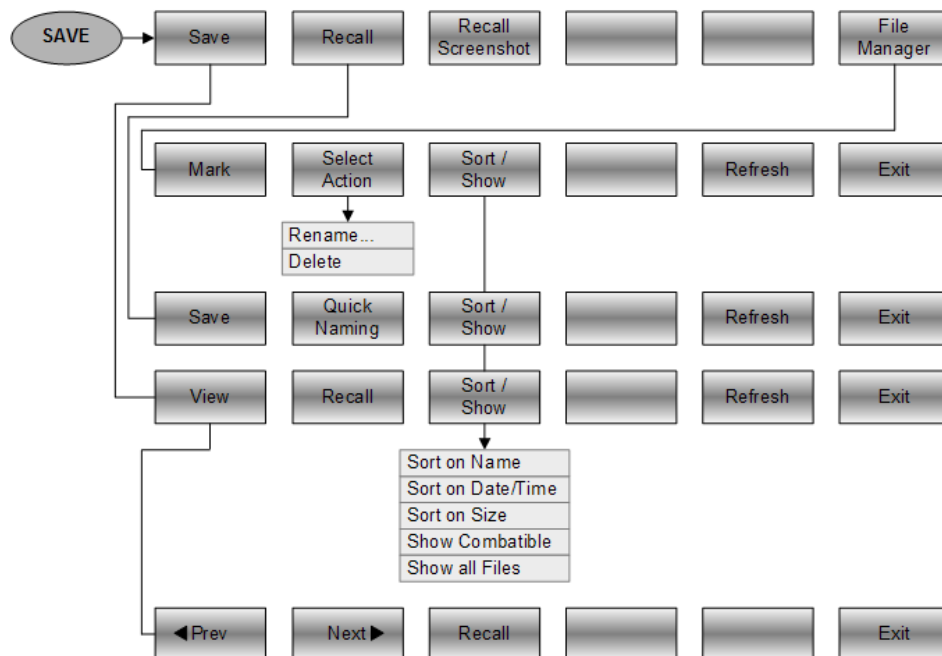 SAVE
Save
Recall
Recall
Screenshot
File
Manager
Mark
Select
Action
Sort /
Show
Refresh
Exit
Rename...
Delete
Save
Quick
Naming
Sort /
Show
Refresh
Exit
View
Recall
Sort /
Show
Refresh
Exit
Sort on Name
Sort on Date/Time
Sort on Size
Show Combatible
Show all Files
◀Prev
Next▶
Recall
Exit